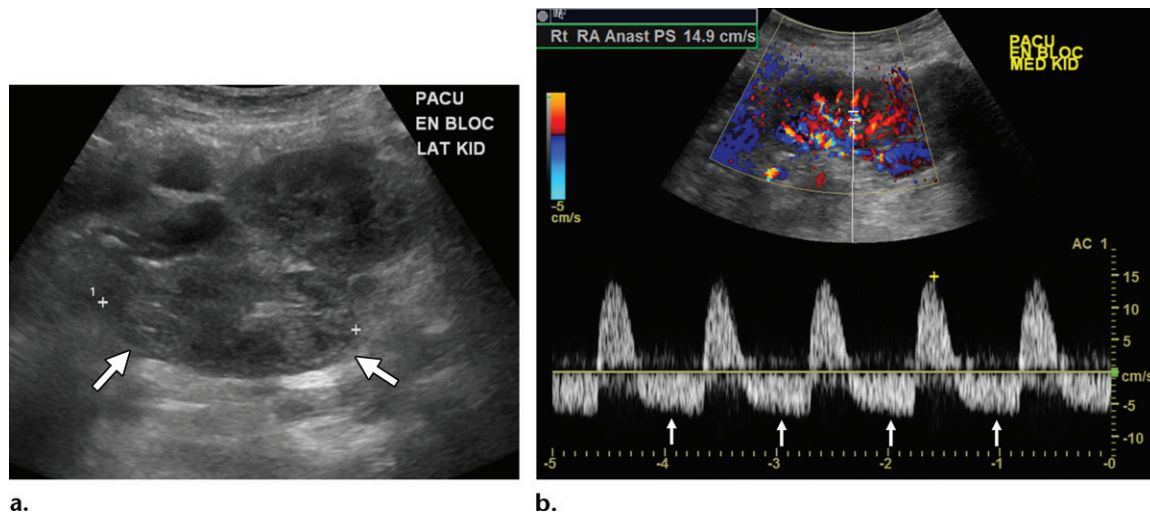 PACU
EN BLOC
LAT KID
1
a.
Rt RA Anast PS 14.9 cm/s
PACU
EN BLOC
MED KID
-5
cm/s
AC 1
15
10
5
cm/s
-5
-10
-5 -4 -3 -2 -1 -0
b.